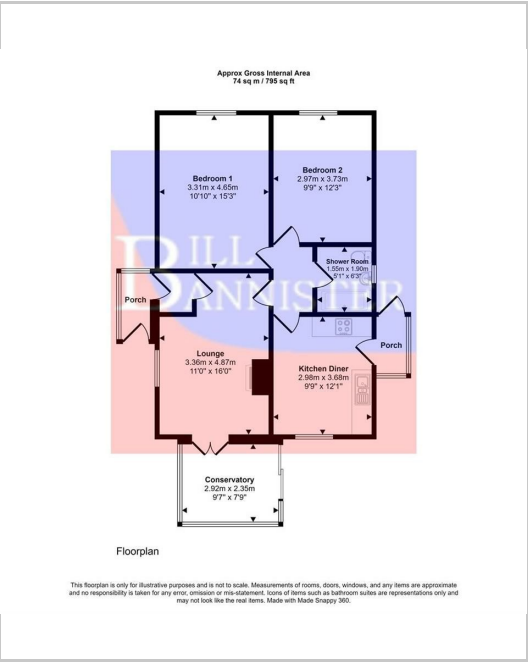 Approx Gross Internal Area
74 sq m / 795 sq ft
Bedroom 1
3.31m x 4.65m
10'10" x 15'3"
Bedroom 2
2.97m x 3.73m
9'9" x 12'3"
BILL
BANNISTER
Shower Room
1.55m x 1.90m
5'1" x 6'3"
Porch
Lounge
3.36m x 4.87m
11'0" x 16'0"
Kitchen Diner
2.98m x 3.68m
9'9" x 12'1"
Porch
Conservatory
2.92m x 2.35m
9'7" x 7'9"
Floorplan
This floorplan is only for illustrative purposes and is not to scale. Measurements of rooms, doors, windows, and any items are approximate
and no responsibility is taken for any error, omission or mis-statement. Icons of items such as bathroom suites are representations only and
may not look like the real items. Made with Made Snappy 360.